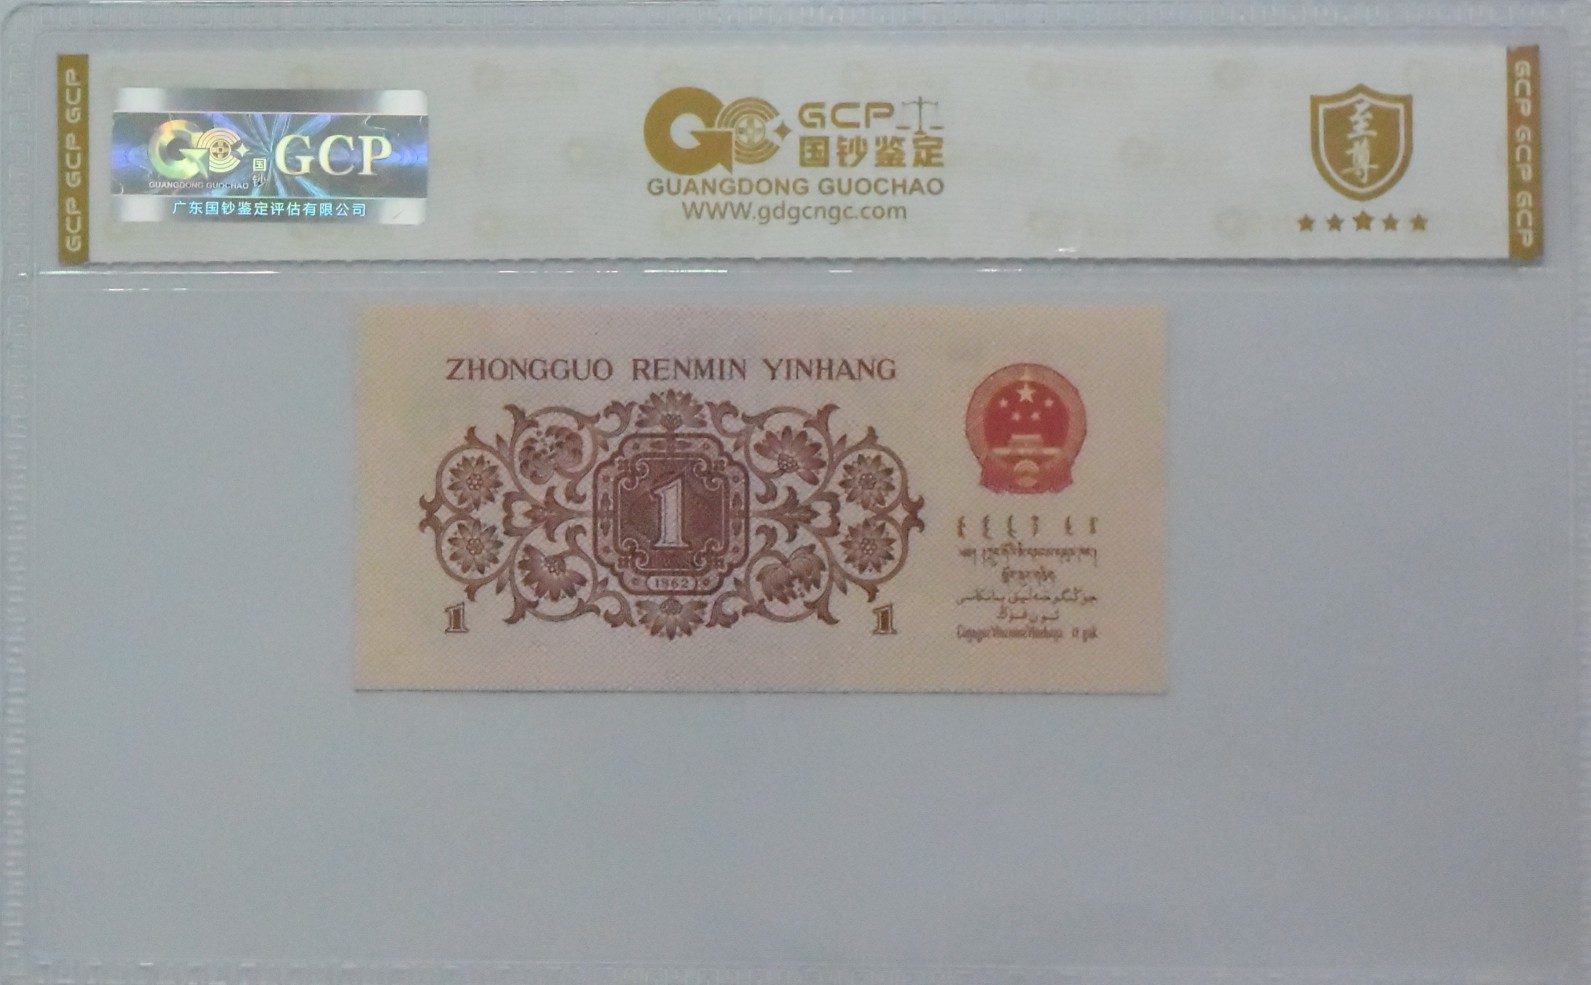 GCP GCP GCP
GCP
国
钞
GUANGDONG GUOCHAO
广东国钞鉴定评估有限公司
GCP
国钞鉴定
GUANGDONG GUOCHAO
WWW.gdgcngc.com
至尊
GCP GCP GCP
ZHONGGUO RENMIN YINHANG
1
1962
1
1